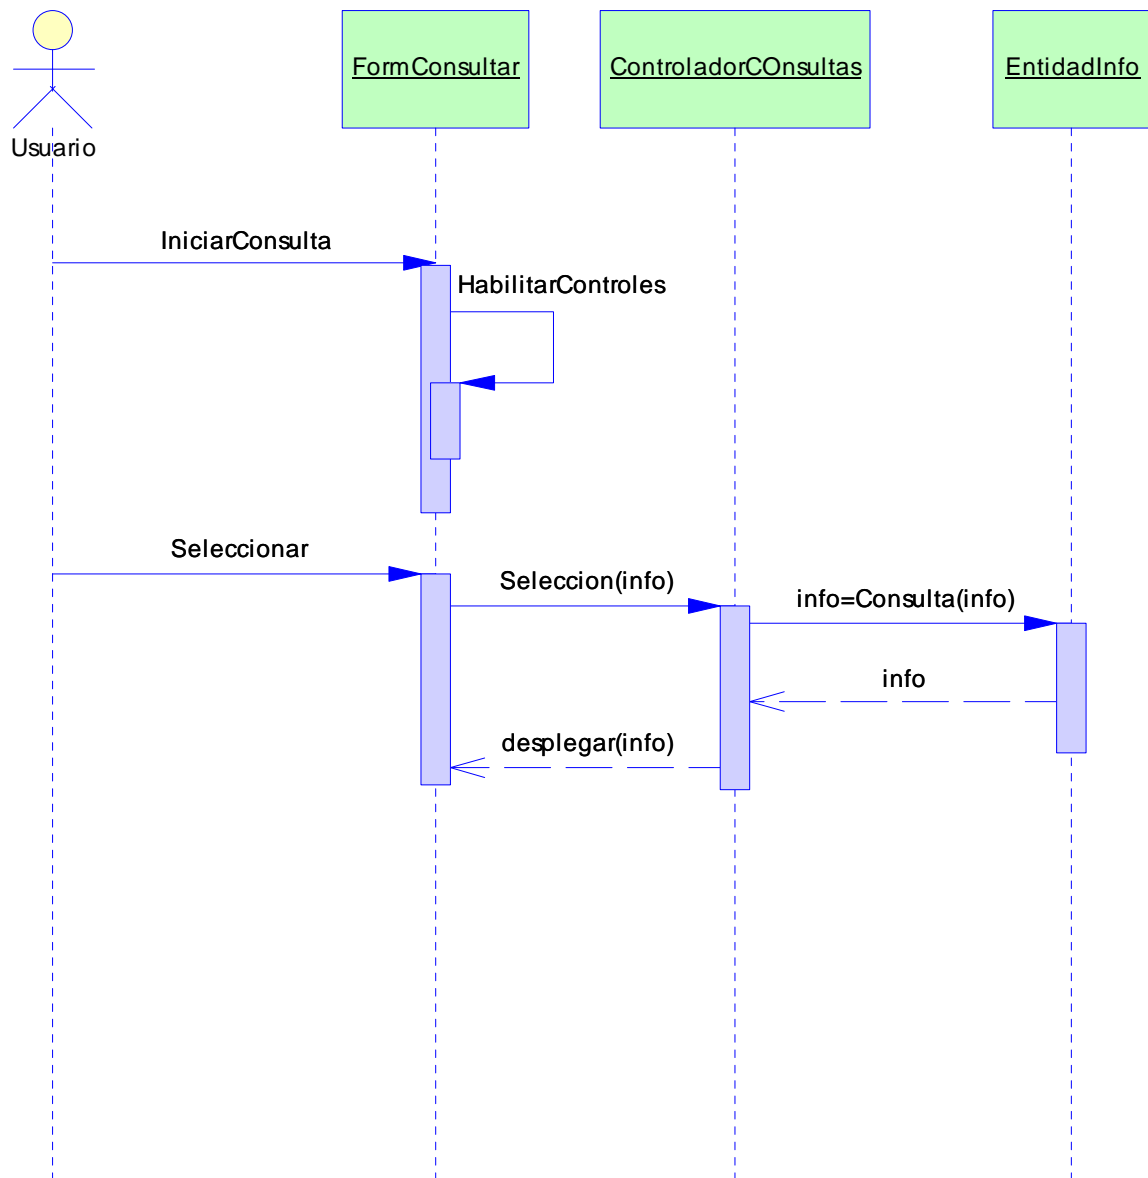 FormConsultar
ControladorCOnsultas
EntidadInfo
Usuario
IniciarConsulta
HabilitarControles
Seleccionar
Seleccion(info)
info=Consulta(info)
info
desplegar(info)